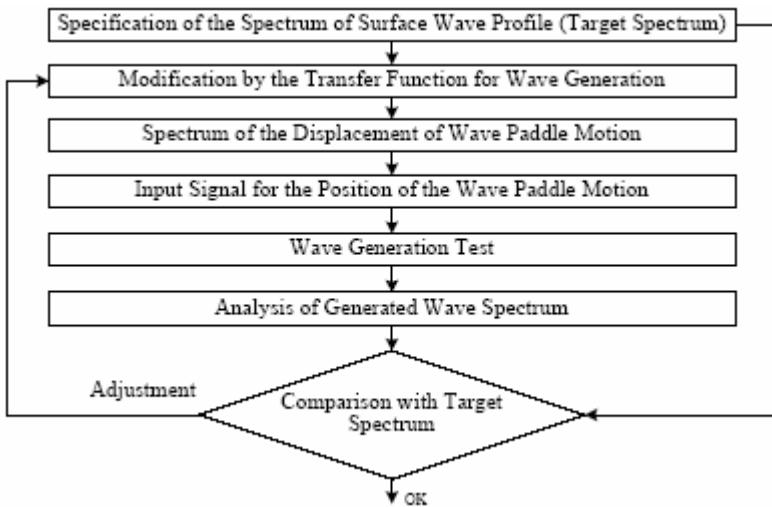 Specification of the Spectrum of Surface Wave Profile (Target Spectrum)
Modification by the Transfer Function for Wave Generation
Spectrum of the Displacement of Wave Paddle Motion
Input Signal for the Position of the Wave Paddle Motion
Wave Generation Test
Analysis of Generated Wave Spectrum
Adjustment
Comparison with Target
Spectrum
OK